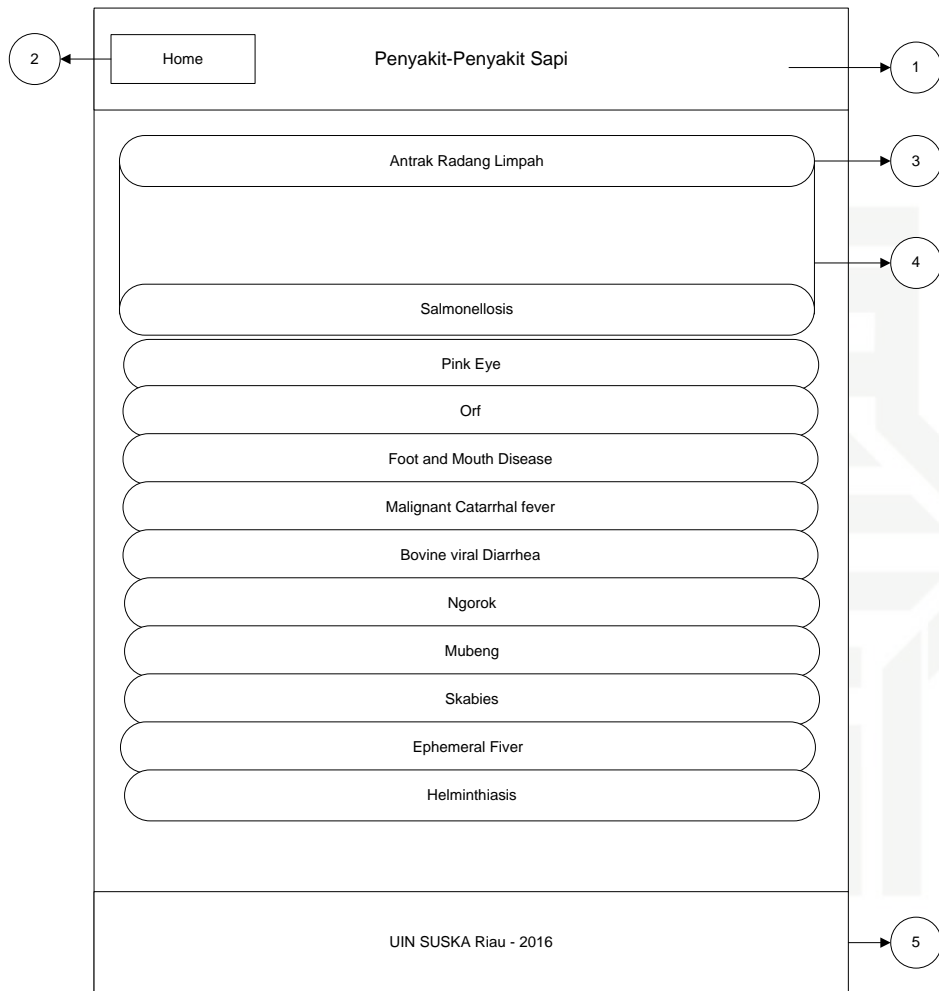 2
Home
Penyakit-Penyakit Sapi
1
Antrak Radang Limpah
3
4
Salmonellosis
Pink Eye
Orf
Foot and Mouth Disease
Malignant Catarrhal fever
Bovine viral Diarrhea
Ngorok
Mubeng
Skabies
Ephemeral Fiver
Helminthiasis
UIN SUSKA Riau - 2016
5